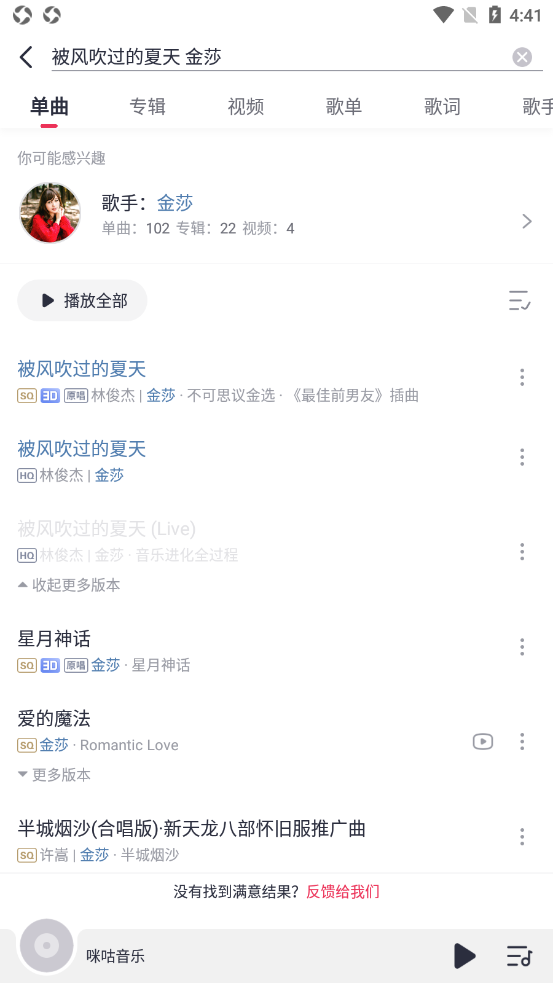 4:41
被风吹过的夏天 金莎
单曲 专辑 视频 歌单 歌词 歌手
你可能感兴趣
歌手：金莎
单曲：102 专辑：22 视频：4
播放全部
被风吹过的夏天
SQ 3D 原唱 林俊杰 | 金莎 · 不可思议金选 · 《最佳前男友》插曲
被风吹过的夏天
HQ 林俊杰 | 金莎
被风吹过的夏天 (Live)
HQ 林俊杰 | 金莎 · 音乐进化全过程
收起更多版本
星月神话
SQ 3D 原唱 金莎 · 星月神话
爱的魔法
SQ 金莎 · Romantic Love
更多版本
半城烟沙(合唱版)·新天龙八部怀旧服推广曲
SQ 许嵩 | 金莎 · 半城烟沙
没有找到满意结果？反馈给我们
咪咕音乐